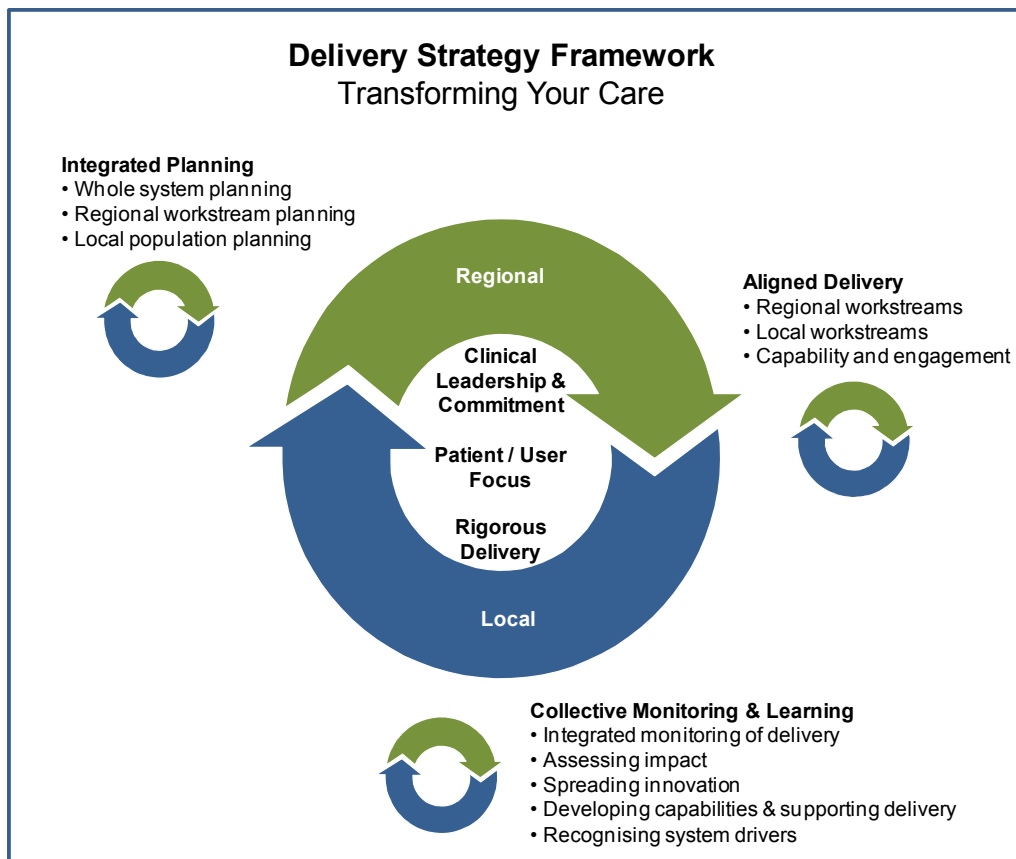 Delivery Strategy Framework
Transforming Your Care
Integrated Planning
• Whole system planning
• Regional workstream planning
• Local population planning
Regional
Aligned Delivery
• Regional workstreams
• Local workstreams
• Capability and engagement
Clinical
Leadership &
Commitment
Patient / User
Focus
Rigorous
Delivery
Local
Collective Monitoring & Learning
• Integrated monitoring of delivery
• Assessing impact
• Spreading innovation
• Developing capabilities & supporting delivery
• Recognising system drivers